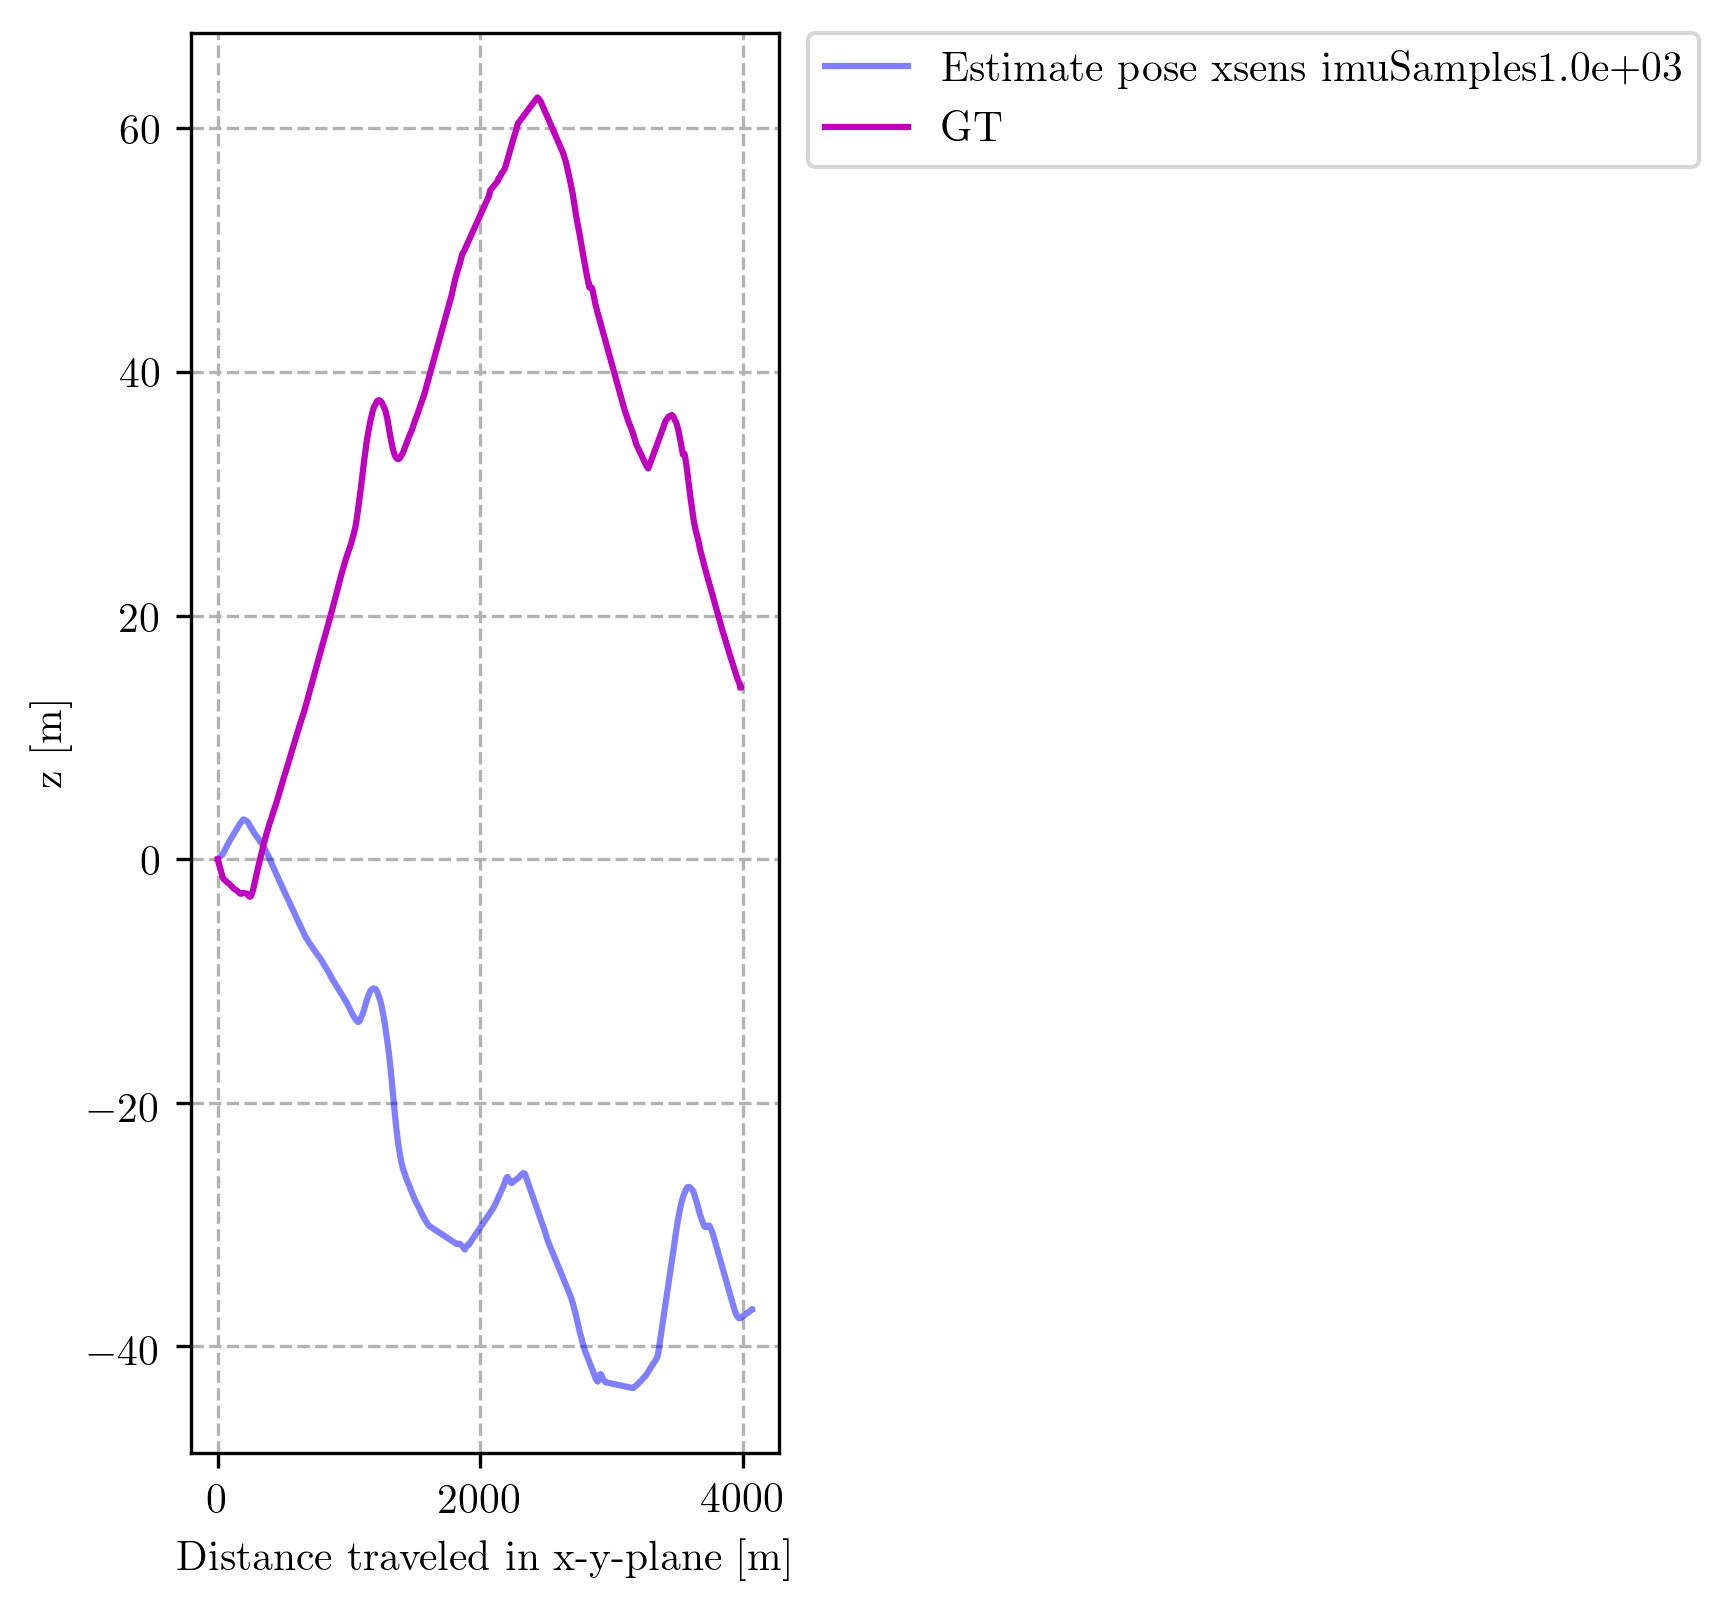 Estimate pose xsens imuSamples1.0e+03
GT
60
40
20
0
−20
−40
z [m]
0 2000 4000
Distance traveled in x-y-plane [m]